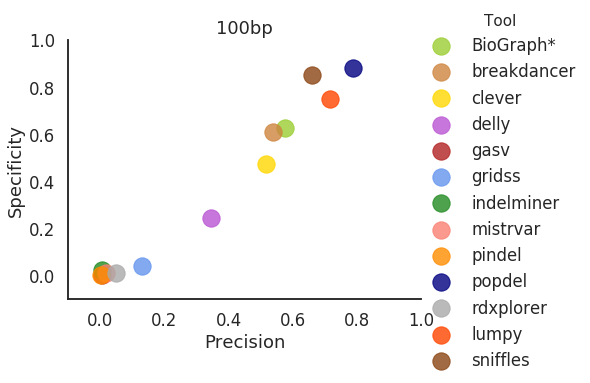 100bp
Specificity
1.0
0.8
0.6
0.4
0.2
0.0
0.0 0.2 0.4 0.6 0.8 1.0
Precision
Tool
BioGraph*
breakdancer
clever
delly
gasv
gridss
indelminer
mistrvar
pindel
popdel
rdxplorer
lumpy
sniffles